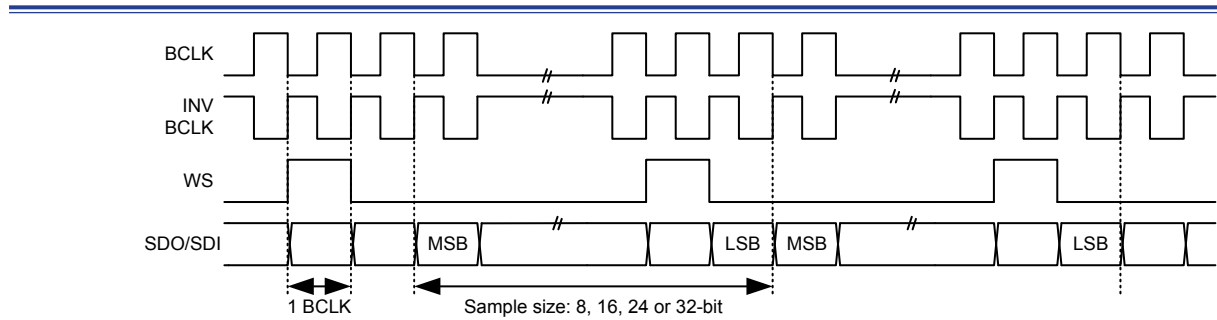 BCLK
INV
BCLK
WS
SDO/SDI
MSB
LSB
MSB
LSB
1 BCLK
Sample size: 8, 16, 24 or 32-bit